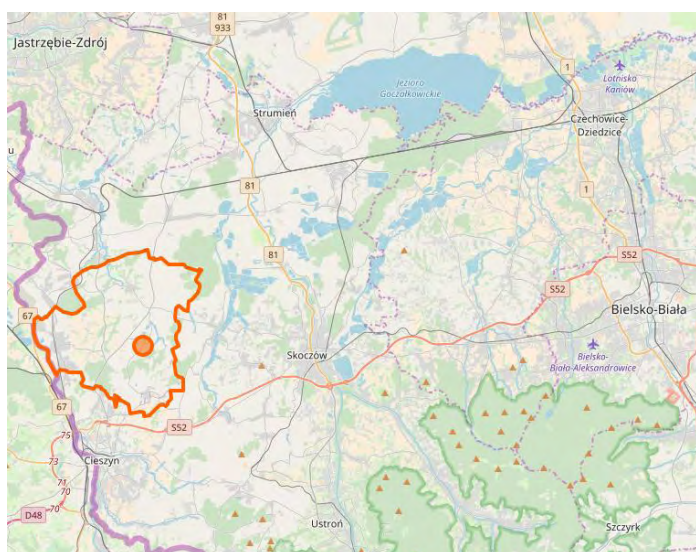 81
933
Jastrzębie-Zdrój
1
Lotnisko
Kaniów
Jezioro
Goczałkowickie
Strumień
Czechowice-
Dziedzice
u
81
1
81
S52
S52
67
Bielsko-Biała
Skoczów
Bielsko-
Biała-Aleksandrowice
67
S52
75
Cieszyn
73
71
70
70
D48
Ustroń
Szczyrk